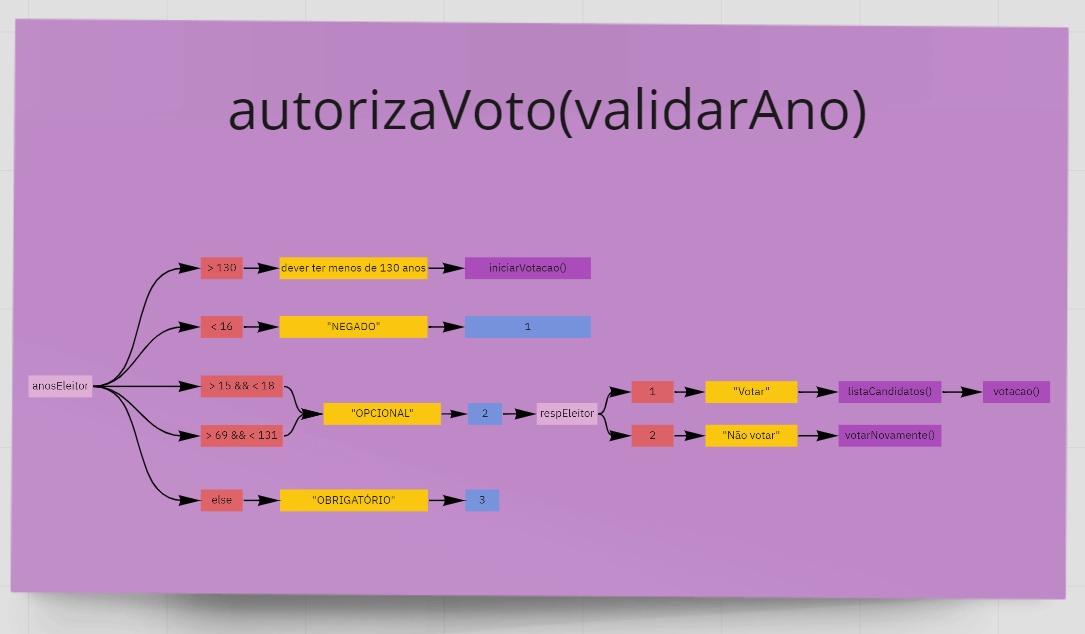 autorizaVoto(validarAno)
> 130
dever ter menos de 130 anos
iniciarVotacao()
< 16
"NEGADO"
1
anosEleitor
> 15 && < 18
> 69 && < 131
"OPCIONAL"
2
respEleitor
1
"Votar"
listaCandidatos()
votacao()
2
"Não votar"
votarNovamente()
else
"OBRIGATÓRIO"
3